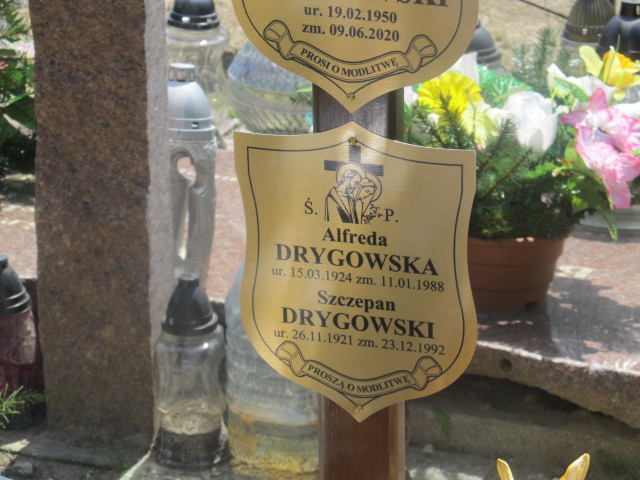 ur. 19.02.1950
zm. 09.06.2020
PROSI O MODLITWĘ
Ś. P.
Alfreda
DRYGOWSKA
ur. 15.03.1924 zm. 11.01.1988
Szczepan
DRYGOWSKI
ur. 26.11.1921 zm. 23.12.1992
PROSZĄ O MODLITWĘ